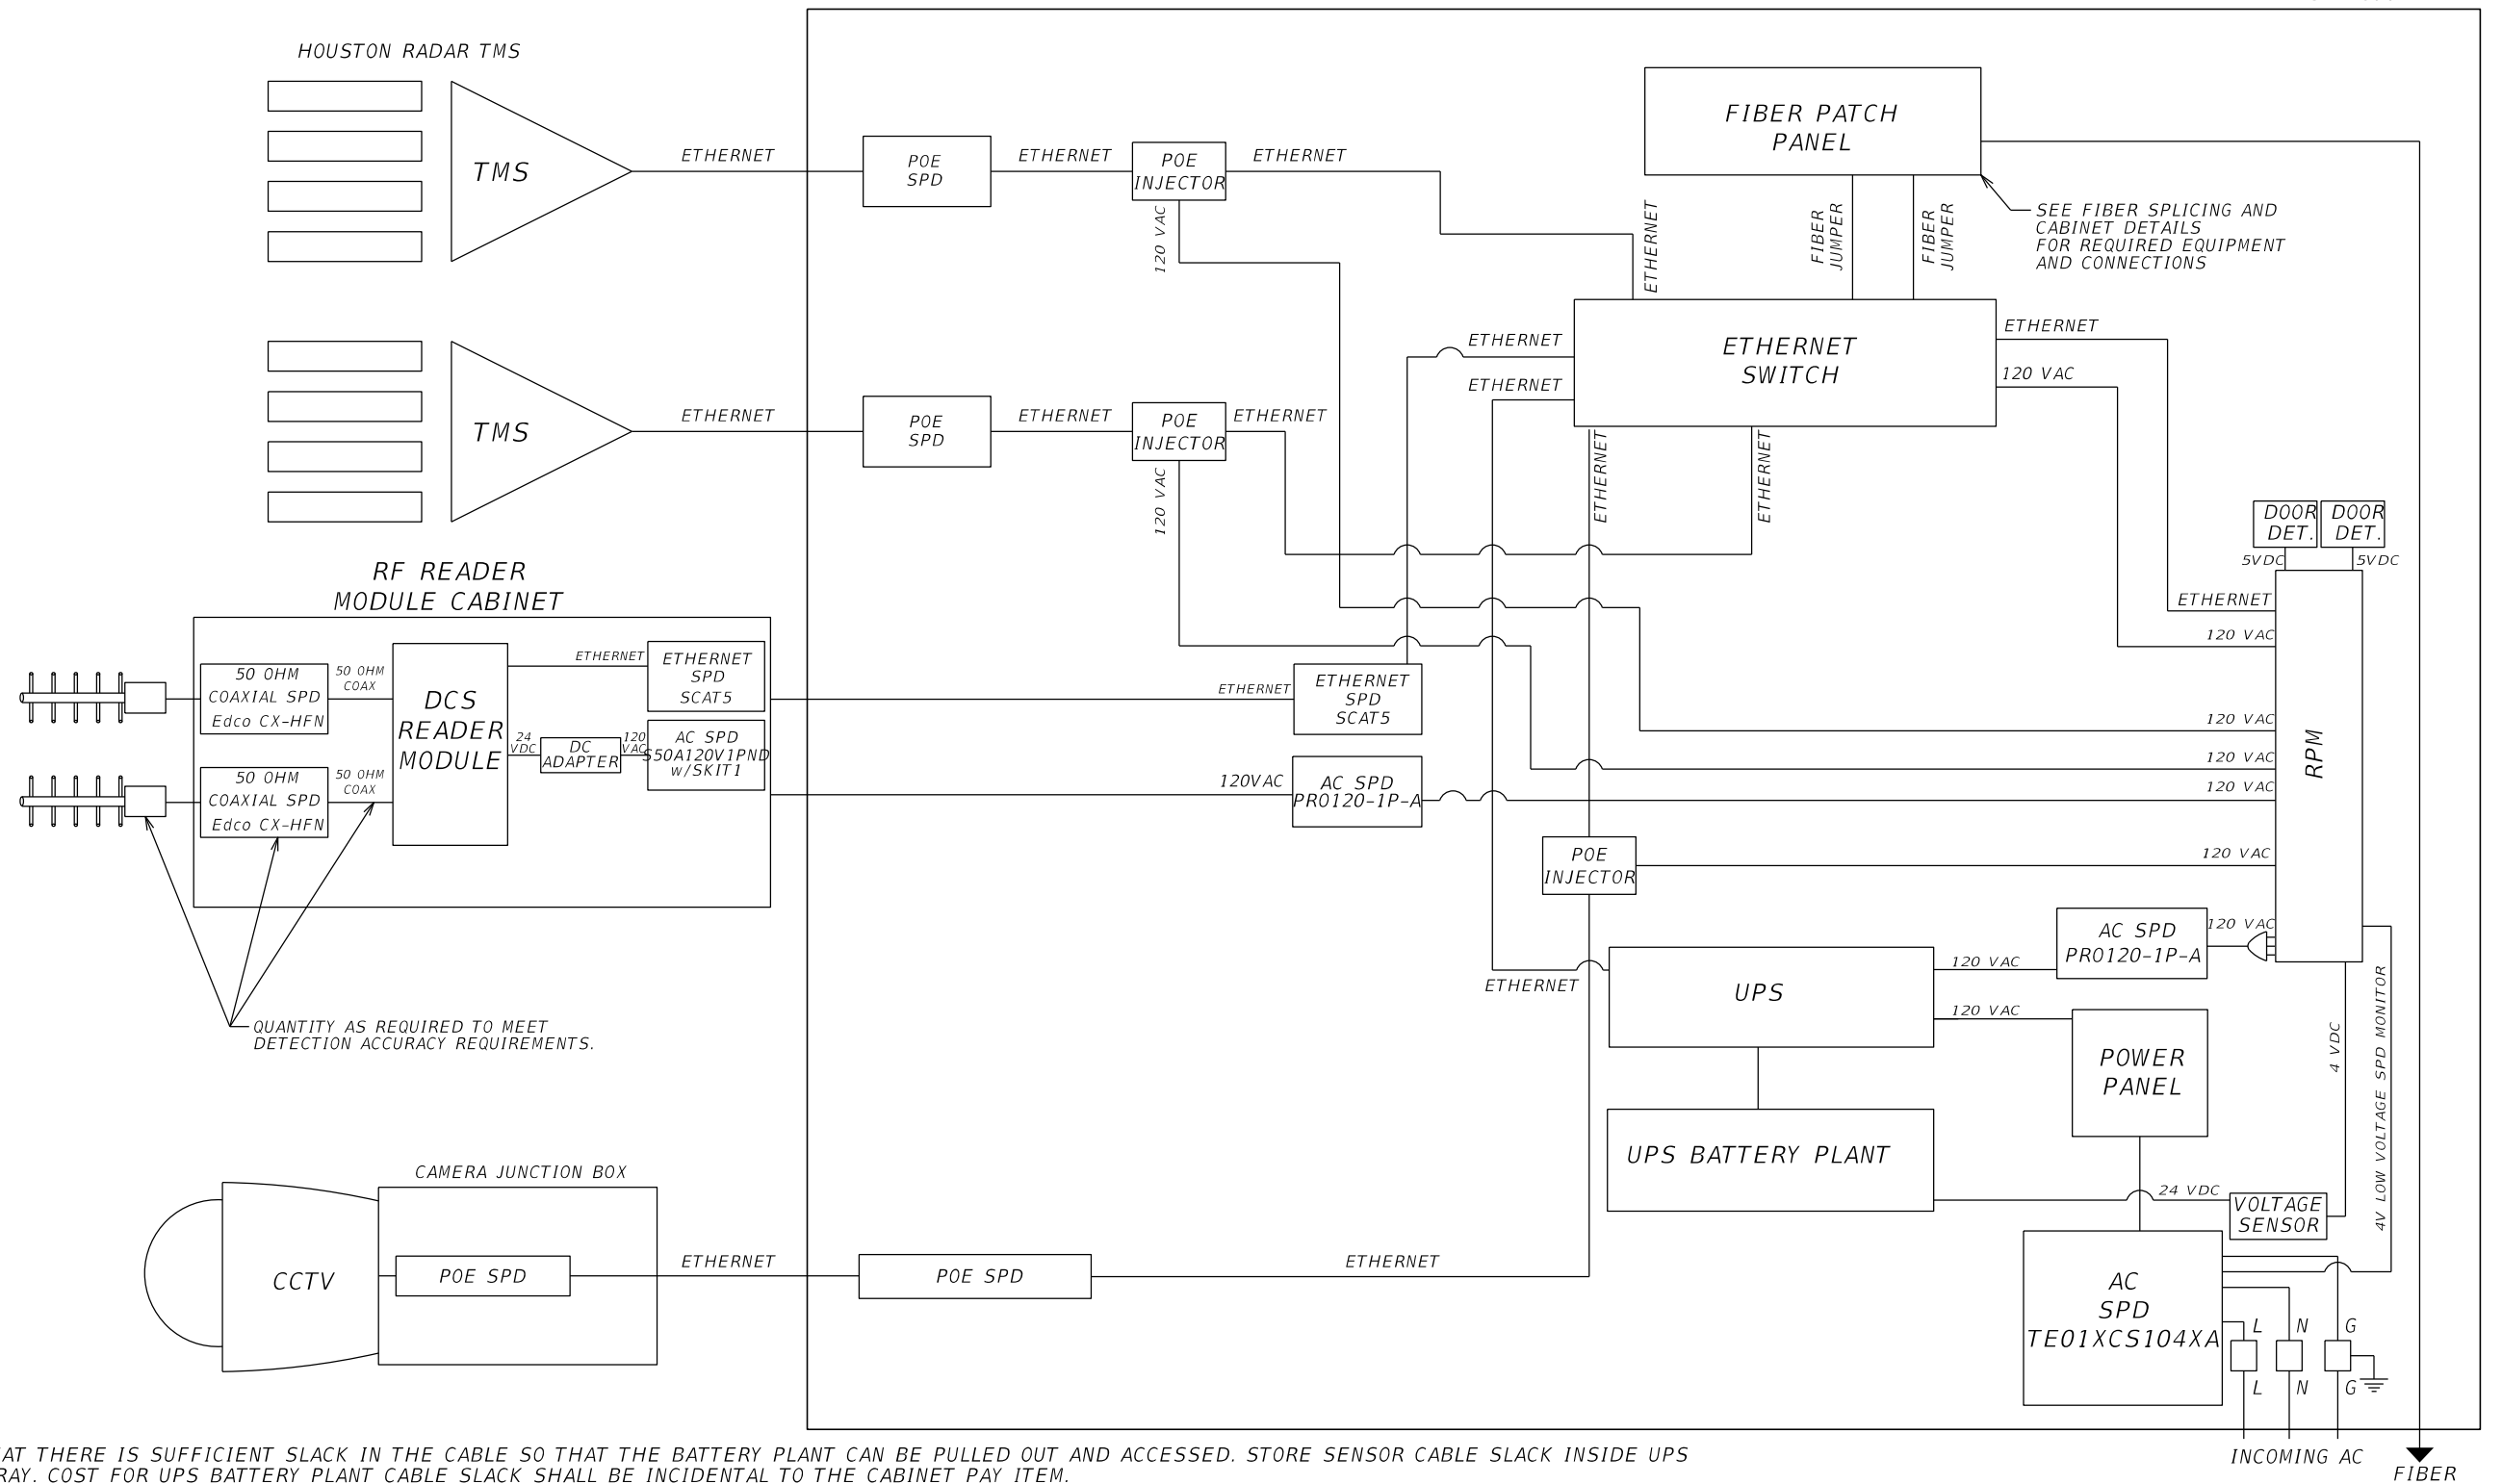 HOUSTON RADAR TMS
TMS
ETHERNET
POE
SPD
ETHERNET
POE
INJECTOR
ETHERNET
120 VAC
ETHERNET
FIBER PATCH
PANEL
FIBER
JUMPER
FIBER
JUMPER
SEE FIBER SPLICING AND
CABINET DETAILS
FOR REQUIRED EQUIPMENT
AND CONNECTIONS
TMS
ETHERNET
POE
SPD
ETHERNET
POE
INJECTOR
ETHERNET
120 VAC
ETHERNET
ETHERNET
ETHERNET
SWITCH
ETHERNET
120 VAC
ETHERNET
ETHERNET
DOOR
DET.
DOOR
DET.
5VDC
5VDC
ETHERNET
120 VAC
120 VAC
120 VAC
120 VAC
120 VAC
120 VAC
RPM
RF READER
MODULE CABINET
50 OHM
COAXIAL SPD
Edco CX-HFN
50 OHM
COAX
50 OHM
COAXIAL SPD
Edco CX-HFN
50 OHM
COAX
DCS
READER
MODULE
ETHERNET
ETHERNET
SPD
SCAT5
24
VDC
DC
ADAPTER
120
VAC
AC SPD
S50A120V1PND
w/SKIT1
ETHERNET
ETHERNET
SPD
SCAT5
120VAC
AC SPD
PRO120-1P-A
POE
INJECTOR
QUANTITY AS REQUIRED TO MEET
DETECTION ACCURACY REQUIREMENTS.
ETHERNET
UPS
120 VAC
120 VAC
AC SPD
PRO120-1P-A
POWER
PANEL
4 VDC
4V LOW VOLTAGE SPD MONITOR
UPS BATTERY PLANT
24 VDC
VOLTAGE
SENSOR
CAMERA JUNCTION BOX
CCTV
POE SPD
ETHERNET
POE SPD
ETHERNET
AC
SPD
TE01XCS104XA
L
N
G
L
N
G
INCOMING AC
FIBER
AT THERE IS SUFFICIENT SLACK IN THE CABLE SO THAT THE BATTERY PLANT CAN BE PULLED OUT AND ACCESSED. STORE SENSOR CABLE SLACK INSIDE UPS
RAY. COST FOR UPS BATTERY PLANT CABLE SLACK SHALL BE INCIDENTAL TO THE CABINET PAY ITEM.